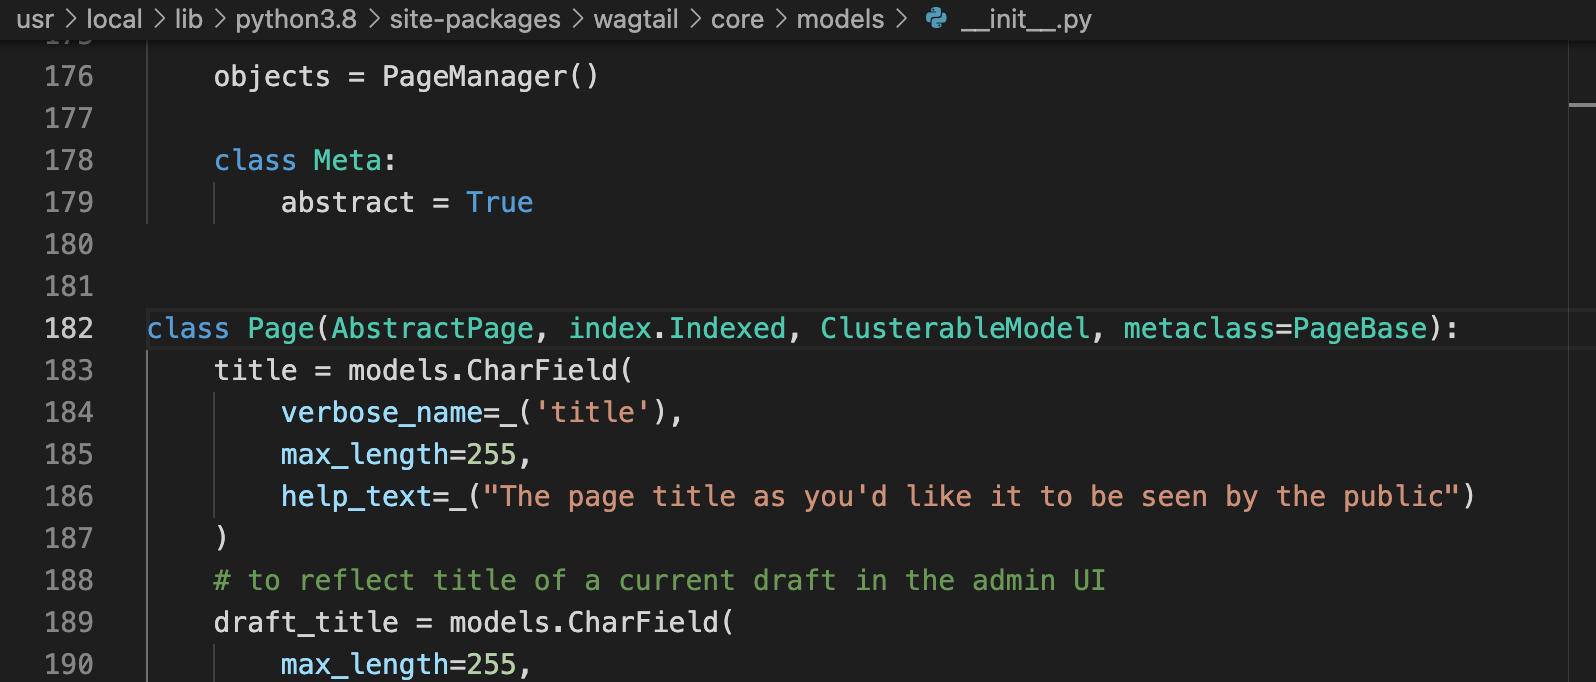 usr > local > lib > python3.8 > site-packages > wagtail > core > models > __init__.py
176 objects = PageManager()
177
178 class Meta:
179 abstract = True
180
181
182 class Page(AbstractPage, index.Indexed, ClusterableModel, metaclass=PageBase):
183 title = models.CharField(
184 verbose_name=_('title'),
185 max_length=255,
186 help_text=_("The page title as you'd like it to be seen by the public")
187 )
188 # to reflect title of a current draft in the admin UI
189 draft_title = models.CharField(
190 max_length=255,